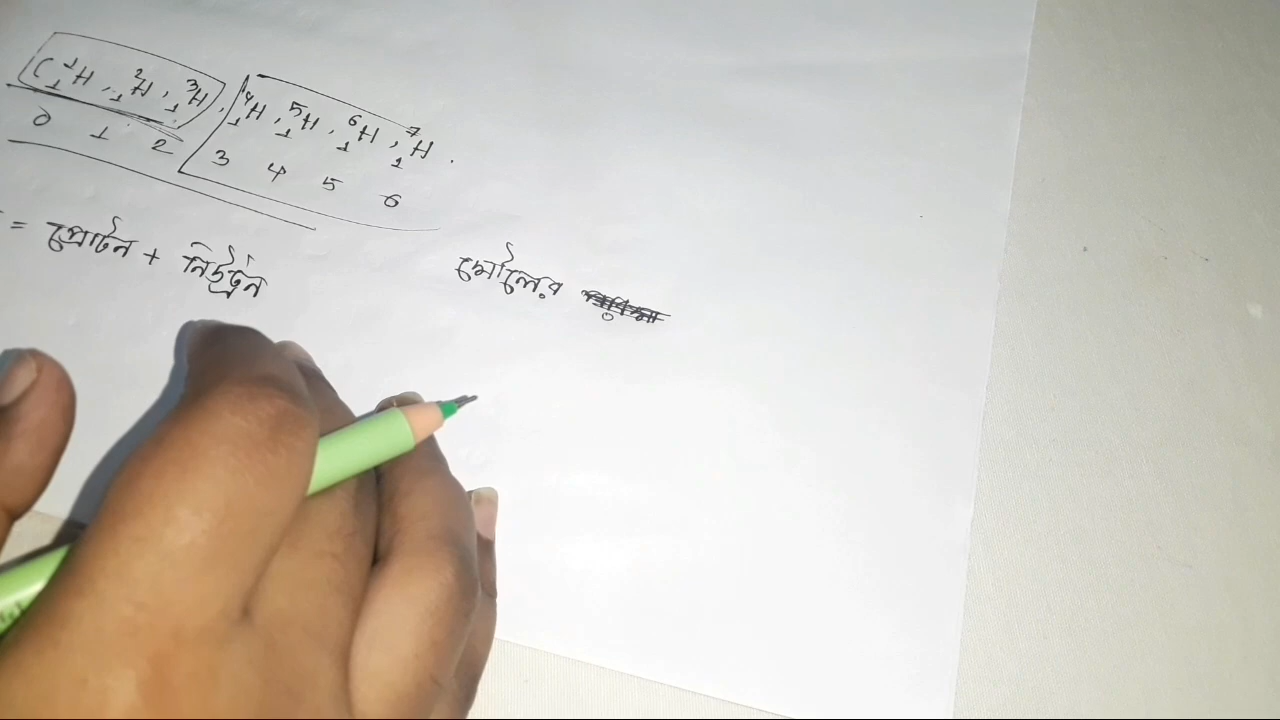 (¹₁H, ²₁H, ³₁H, ⁴₁H, ⁵₁H, ⁶₁H, ⁷₁H.
0 1 2 3 4 5 6
= প্রোটন + নিউট্রন
মৌলের